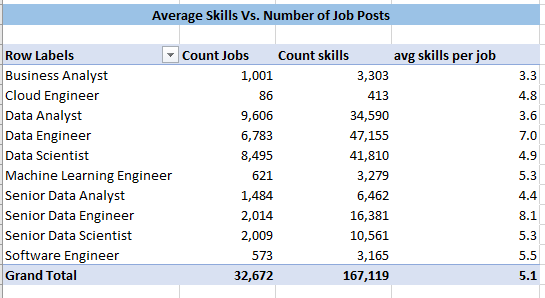 Average Skills Vs. Number of Job Posts
Row Labels Count Jobs Count skills avg skills per job
Business Analyst 1,001 3,303 3.3
Cloud Engineer 86 413 4.8
Data Analyst 9,606 34,590 3.6
Data Engineer 6,783 47,155 7.0
Data Scientist 8,495 41,810 4.9
Machine Learning Engineer 621 3,279 5.3
Senior Data Analyst 1,484 6,462 4.4
Senior Data Engineer 2,014 16,381 8.1
Senior Data Scientist 2,009 10,561 5.3
Software Engineer 573 3,165 5.5
Grand Total 32,672 167,119 5.1